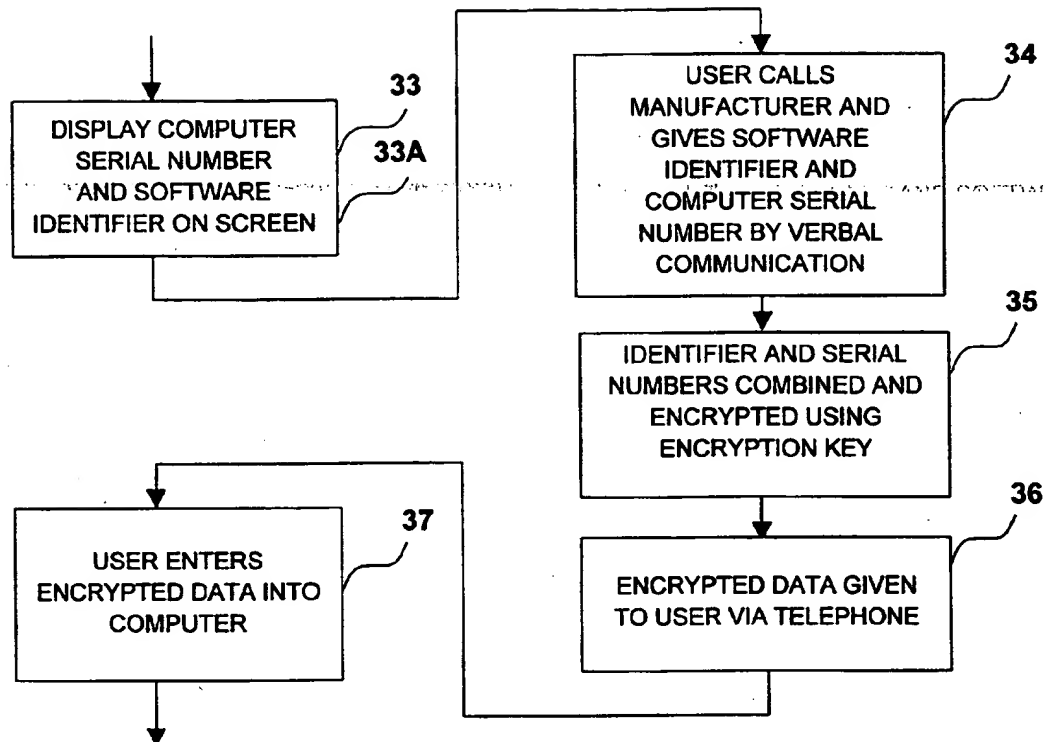 33
DISPLAY COMPUTER
SERIAL NUMBER
AND SOFTWARE
IDENTIFIER ON SCREEN
33A
34
USER CALLS
MANUFACTURER AND
GIVES SOFTWARE
IDENTIFIER AND
COMPUTER SERIAL
NUMBER BY VERBAL
COMMUNICATION
35
IDENTIFIER AND SERIAL
NUMBERS COMBINED AND
ENCRYPTED USING
ENCRYPTION KEY
36
ENCRYPTED DATA GIVEN
TO USER VIA TELEPHONE
37
USER ENTERS
ENCRYPTED DATA INTO
COMPUTER